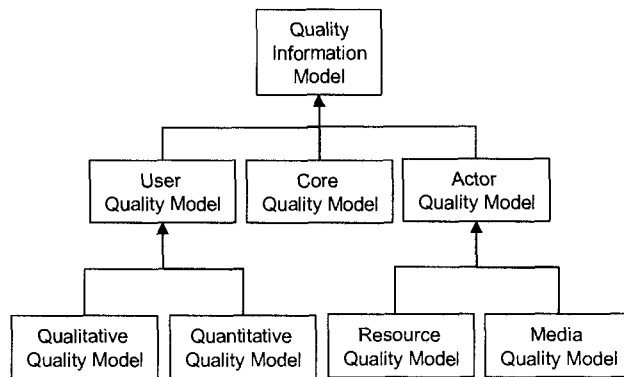 Quality
Information
Model
User
Quality Model
Core
Quality Model
Actor
Quality Model
Qualitative
Quality Model
Quantitative
Quality Model
Resource
Quality Model
Media
Quality Model